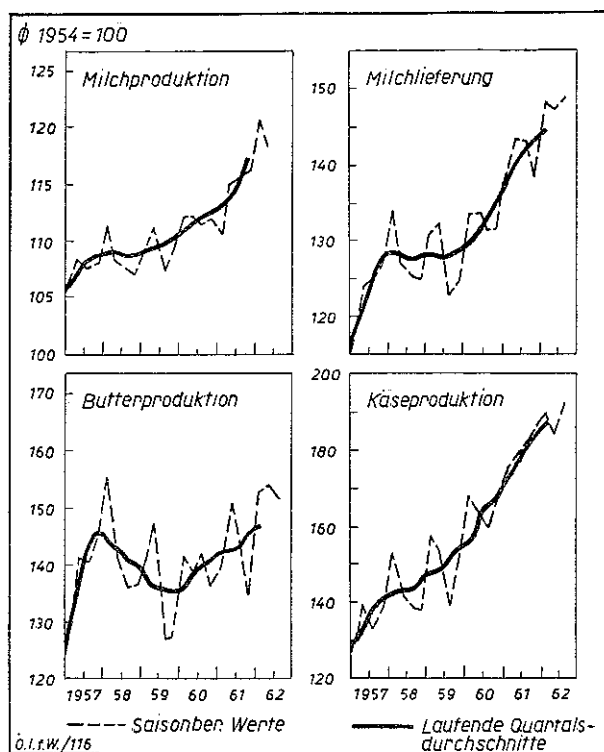 ϕ 1954=100
Milchproduktion
125
120
115
110
105
100
Milchlieferung
150
140
130
120
Butterproduktion
170
160
150
140
130
120
1957 58 59 60 61 62
Käseproduktion
200
180
160
140
120
1957 58 59 60 61 62
Saisonber. Werte
Laufende Quartals-
durchschnitte
ö.I.f.W./116